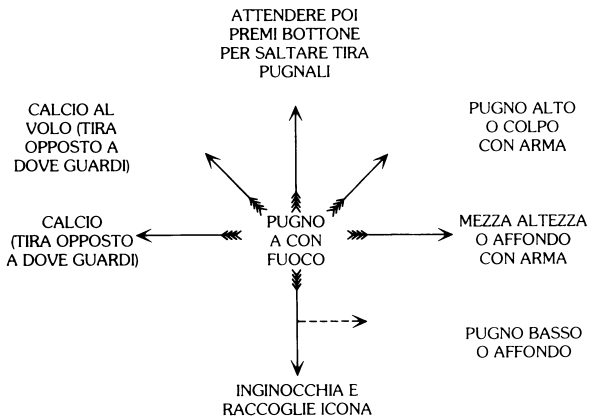 ATTENDERE POI
PREMI BOTTONE
PER SALTARE TIRA
PUGNALI
CALCIO AL
VOLO (TIRA
OPPOSTO A
DOVE GUARDI)
PUGNO ALTO
O COLPO
CON ARMA
CALCIO
(TIRA OPPOSTO
A DOVE GUARDI)
PUGNO
A CON
FUOCO
MEZZA ALTEZZA
O AFFONDO
CON ARMA
PUGNO BASSO
O AFFONDO
INGINOCCHIA E
RACCOGLIE ICONA